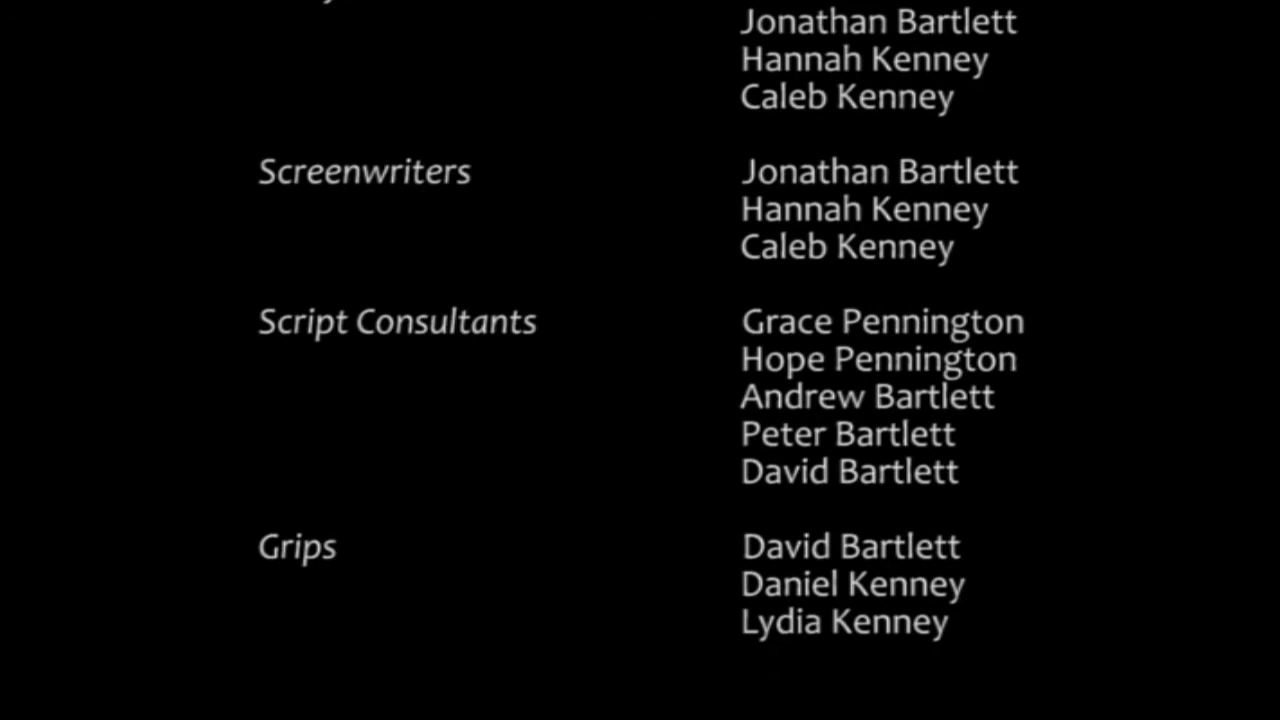 Jonathan Bartlett
Hannah Kenney
Caleb Kenney
Screenwriters Jonathan Bartlett
Hannah Kenney
Caleb Kenney
Script Consultants Grace Pennington
Hope Pennington
Andrew Bartlett
Peter Bartlett
David Bartlett
Grips David Bartlett
Daniel Kenney
Lydia Kenney